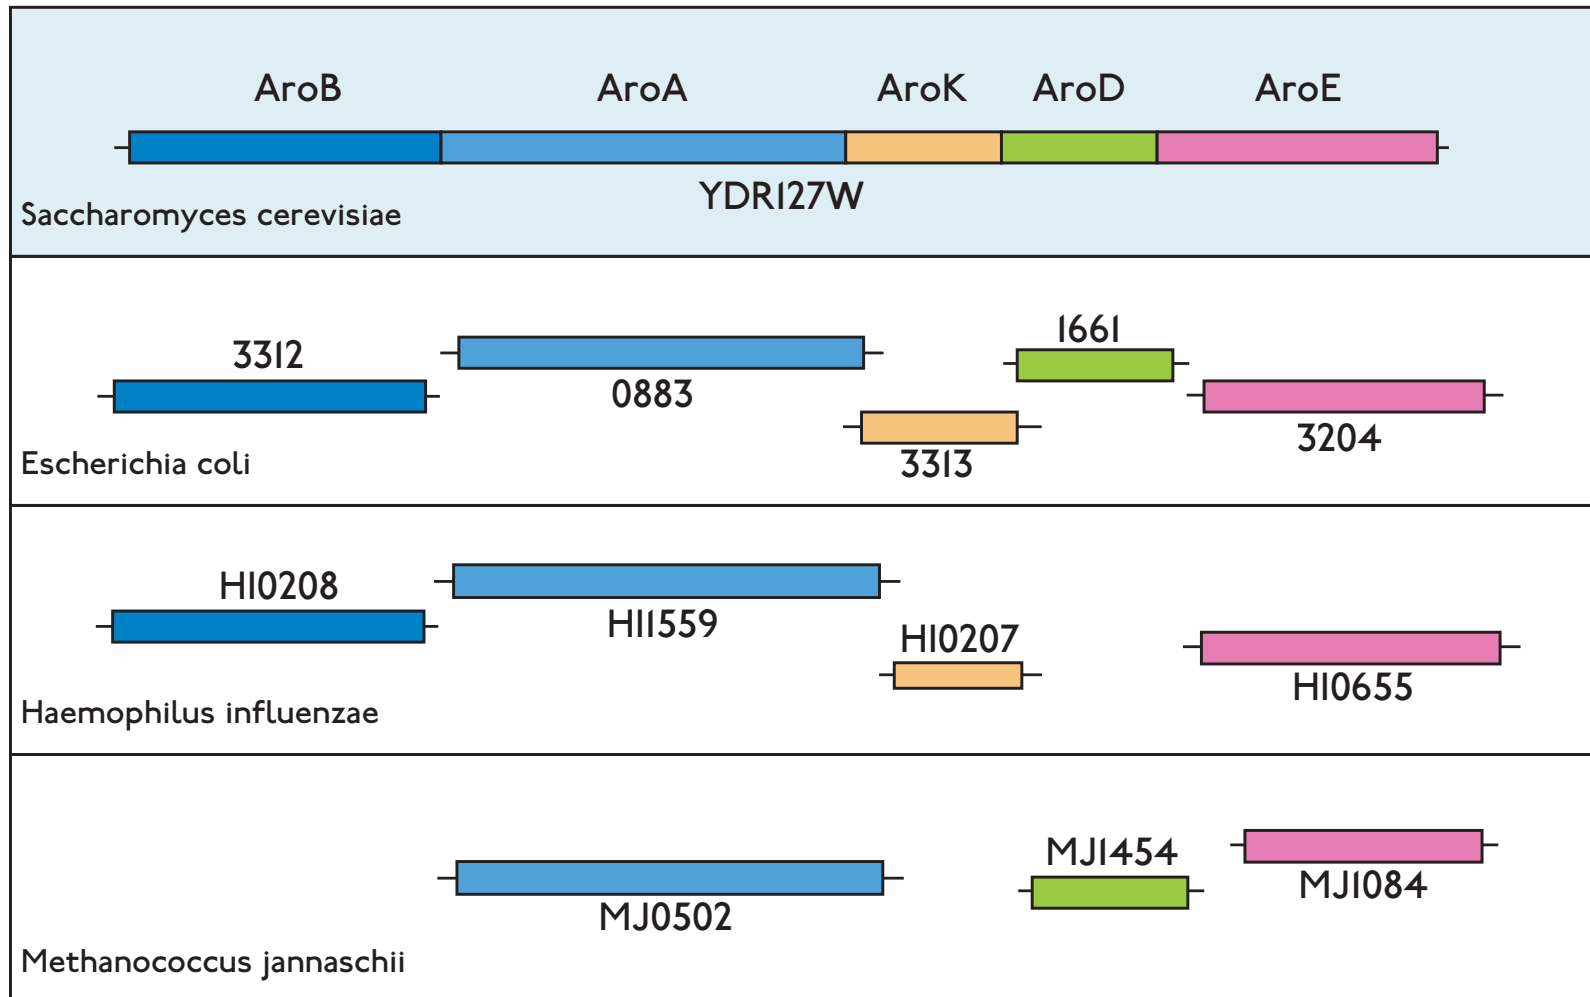 AroB AroA AroK AroD AroE
YDR127W
Saccharomyces cerevisiae
1661
3312
0883
3204
3313
Escherichia coli
HI0208
HI1559
HI0207
HI0655
Haemophilus influenzae
MJ1454
MJ1084
MJ0502
Methanococcus jannaschii